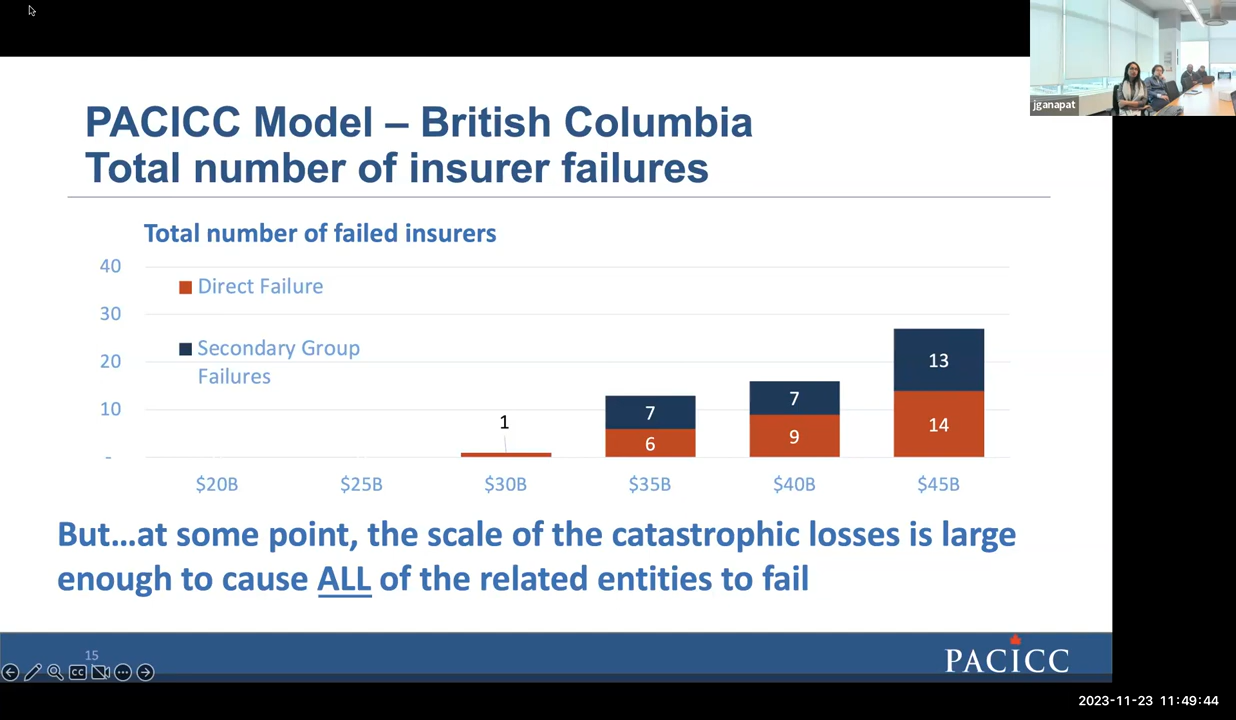 jganapat
PACICC Model – British Columbia
Total number of insurer failures
Total number of failed insurers
40
30
20
10
-
Direct Failure
Secondary Group
Failures
1
7
6
7
9
13
14
$20B
$25B
$30B
$35B
$40B
$45B
But...at some point, the scale of the catastrophic losses is large
enough to cause ALL of the related entities to fail
15
CC
PACICC
2023-11-23 11:49:44